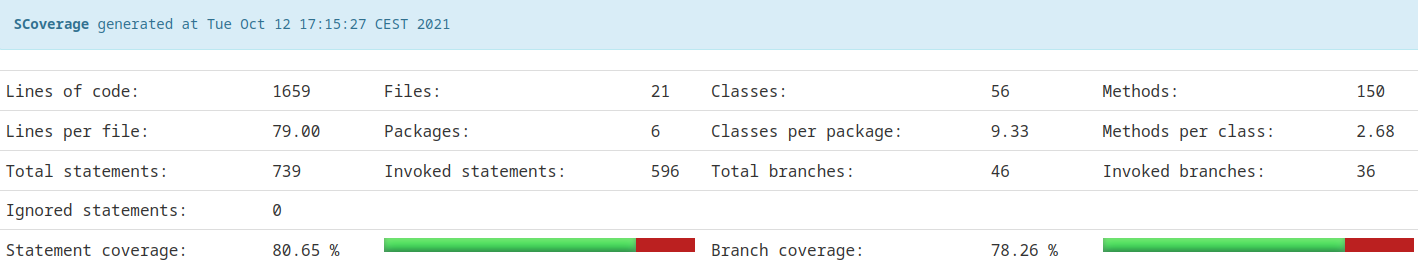 SCoverage generated at Tue Oct 12 17:15:27 CEST 2021
Lines of code: 1659 Files: 21 Classes: 56 Methods: 150
Lines per file: 79.00 Packages: 6 Classes per package: 9.33 Methods per class: 2.68
Total statements: 739 Invoked statements: 596 Total branches: 46 Invoked branches: 36
Ignored statements: 0
Statement coverage: 80.65 % Branch coverage: 78.26 %